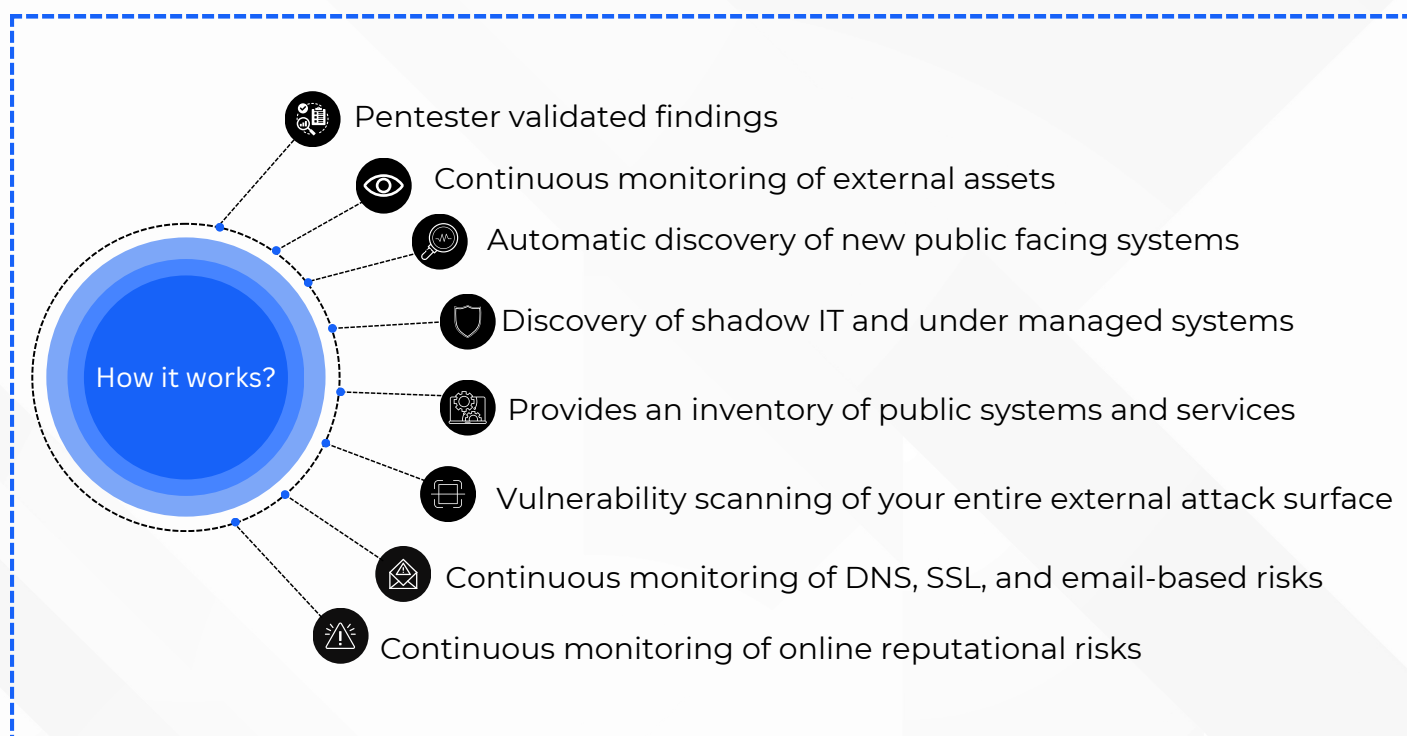 Pentester validated findings
Continuous monitoring of external assets
Automatic discovery of new public facing systems
Discovery of shadow IT and under managed systems
How it works?
Provides an inventory of public systems and services
Vulnerability scanning of your entire external attack surface
Continuous monitoring of DNS, SSL, and email-based risks
Continuous monitoring of online reputational risks